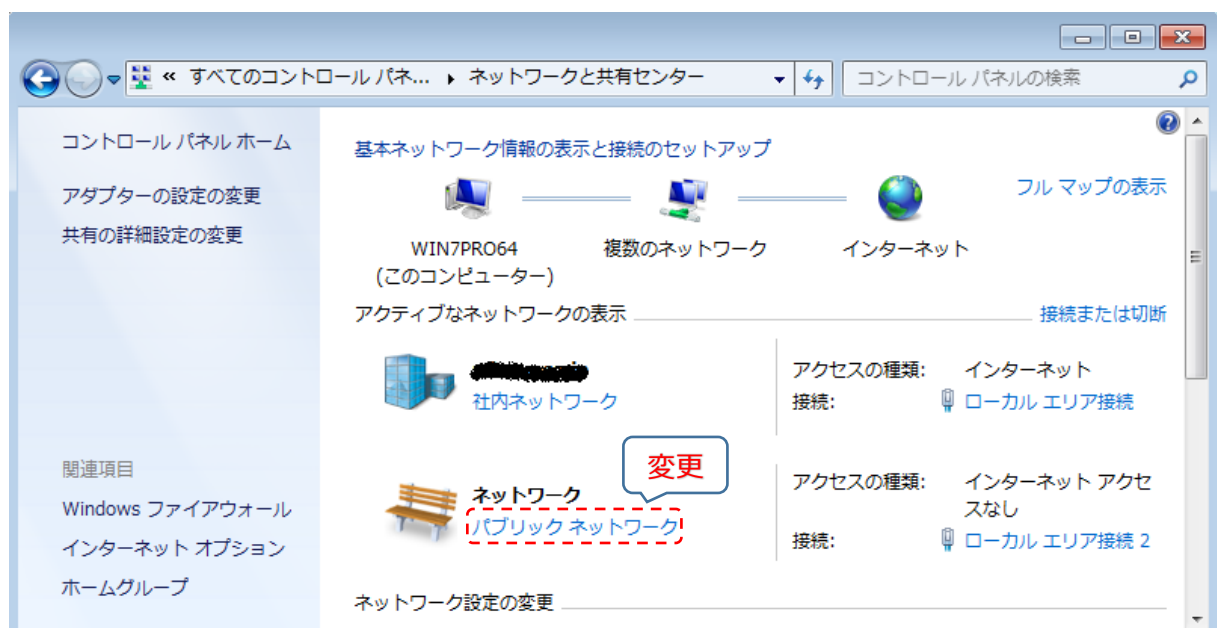 « すべてのコントロール パネ... ▸ ネットワークと共有センター
コントロール パネルの検索
コントロール パネル ホーム
アダプターの設定の変更
共有の詳細設定の変更
関連項目
Windows ファイアウォール
インターネット オプション
ホームグループ
基本ネットワーク情報の表示と接続のセットアップ
フル マップの表示
WIN7PRO64
(このコンピューター)
複数のネットワーク
インターネット
アクティブなネットワークの表示
接続または切断
社内ネットワーク
アクセスの種類: インターネット
接続: ローカル エリア接続
変更
ネットワーク
パブリック ネットワーク
アクセスの種類: インターネット アクセ
スなし
接続: ローカル エリア接続 2
ネットワーク設定の変更